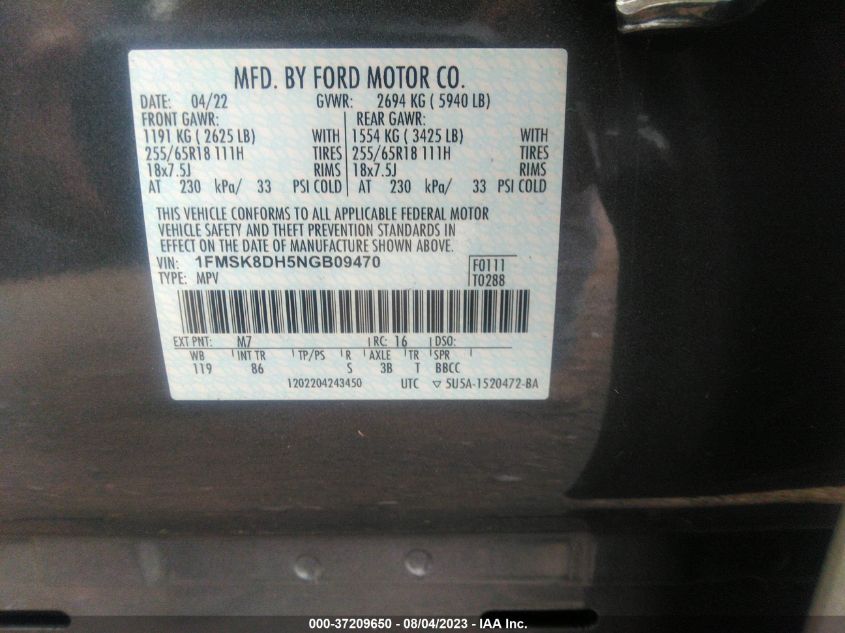 MFD. BY FORD MOTOR CO.
DATE: 04/22 GVWR: 2694 KG ( 5940 LB)
FRONT GAWR: REAR GAWR:
1191 KG ( 2625 LB) WITH 1554 KG ( 3425 LB) WITH
255/65R18 111H TIRES 255/65R18 111H TIRES
18x7.5J RIMS 18x7.5J RIMS
AT 230 kPa/ 33 PSI COLD AT 230 kPa/ 33 PSI COLD
THIS VEHICLE CONFORMS TO ALL APPLICABLE FEDERAL MOTOR
VEHICLE SAFETY AND THEFT PREVENTION STANDARDS IN
EFFECT ON THE DATE OF MANUFACTURE SHOWN ABOVE.
VIN: 1FMSK8DH5NGB09470 F0111
TYPE: MPV T0288
EXT PNT: M7 RC: 16 DSO:
WB INT TR TP/PS R AXLE TR SPR
119 86 S 3B T BBCC
1202204243450 UTC ▽ 5U5A-1520472-BA
000-37209650 - 08/04/2023 - IAA Inc.